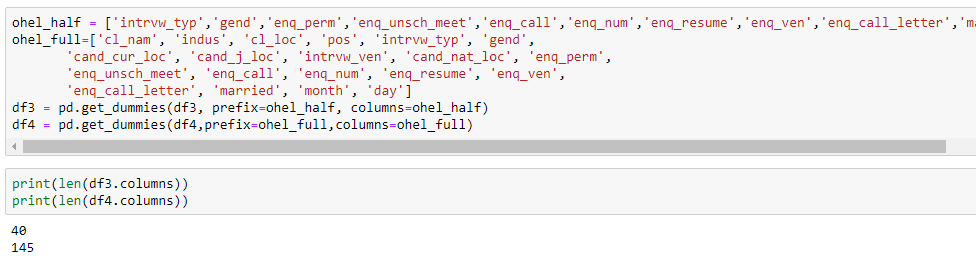 ohel_half = ['intrvw_typ','gend','enq_perm','enq_unsch_meet','enq_call','enq_num','enq_resume','enq_ven','enq_call_letter','ma
ohel_full=['cl_nam', 'indus', 'cl_loc', 'pos', 'intrvw_typ', 'gend',
'cand_cur_loc', 'cand_j_loc', 'intrvw_ven', 'cand_nat_loc', 'enq_perm',
'enq_unsch_meet', 'enq_call', 'enq_num', 'enq_resume', 'enq_ven',
'enq_call_letter', 'married', 'month', 'day']
df3 = pd.get_dummies(df3, prefix=ohel_half, columns=ohel_half)
df4 = pd.get_dummies(df4,prefix=ohel_full,columns=ohel_full)
print(len(df3.columns))
print(len(df4.columns))
40
145